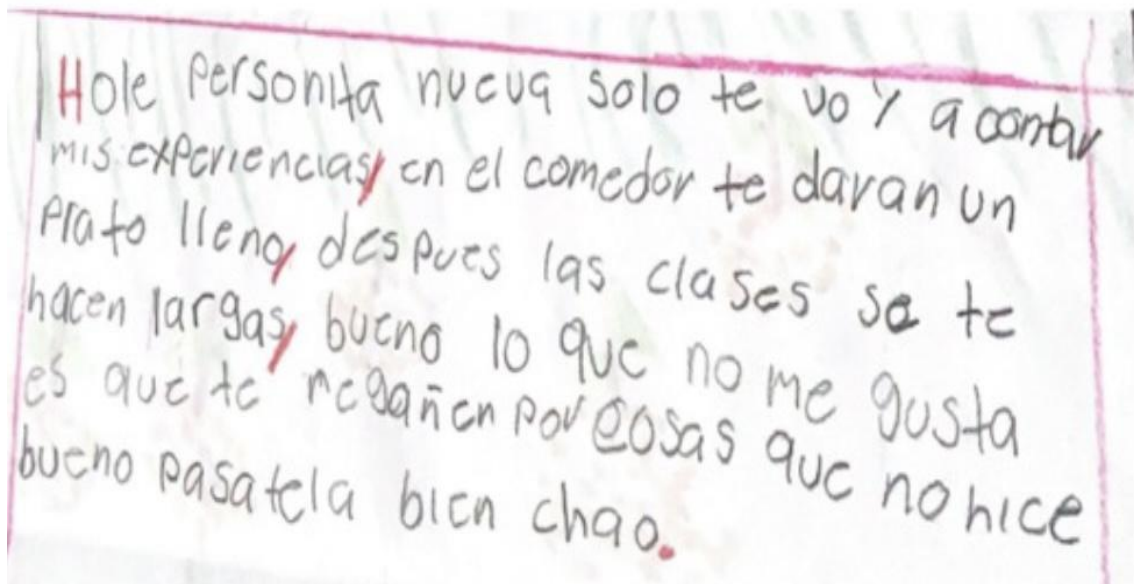 Hole personita nueva solo te voy a contar
mis experiencias, en el comedor te davan un
plato lleno, despues las clases se te
hacen largas, bueno lo que no me gusta
es que te regañen por cosas que no hice
bueno pasatela bien chao.